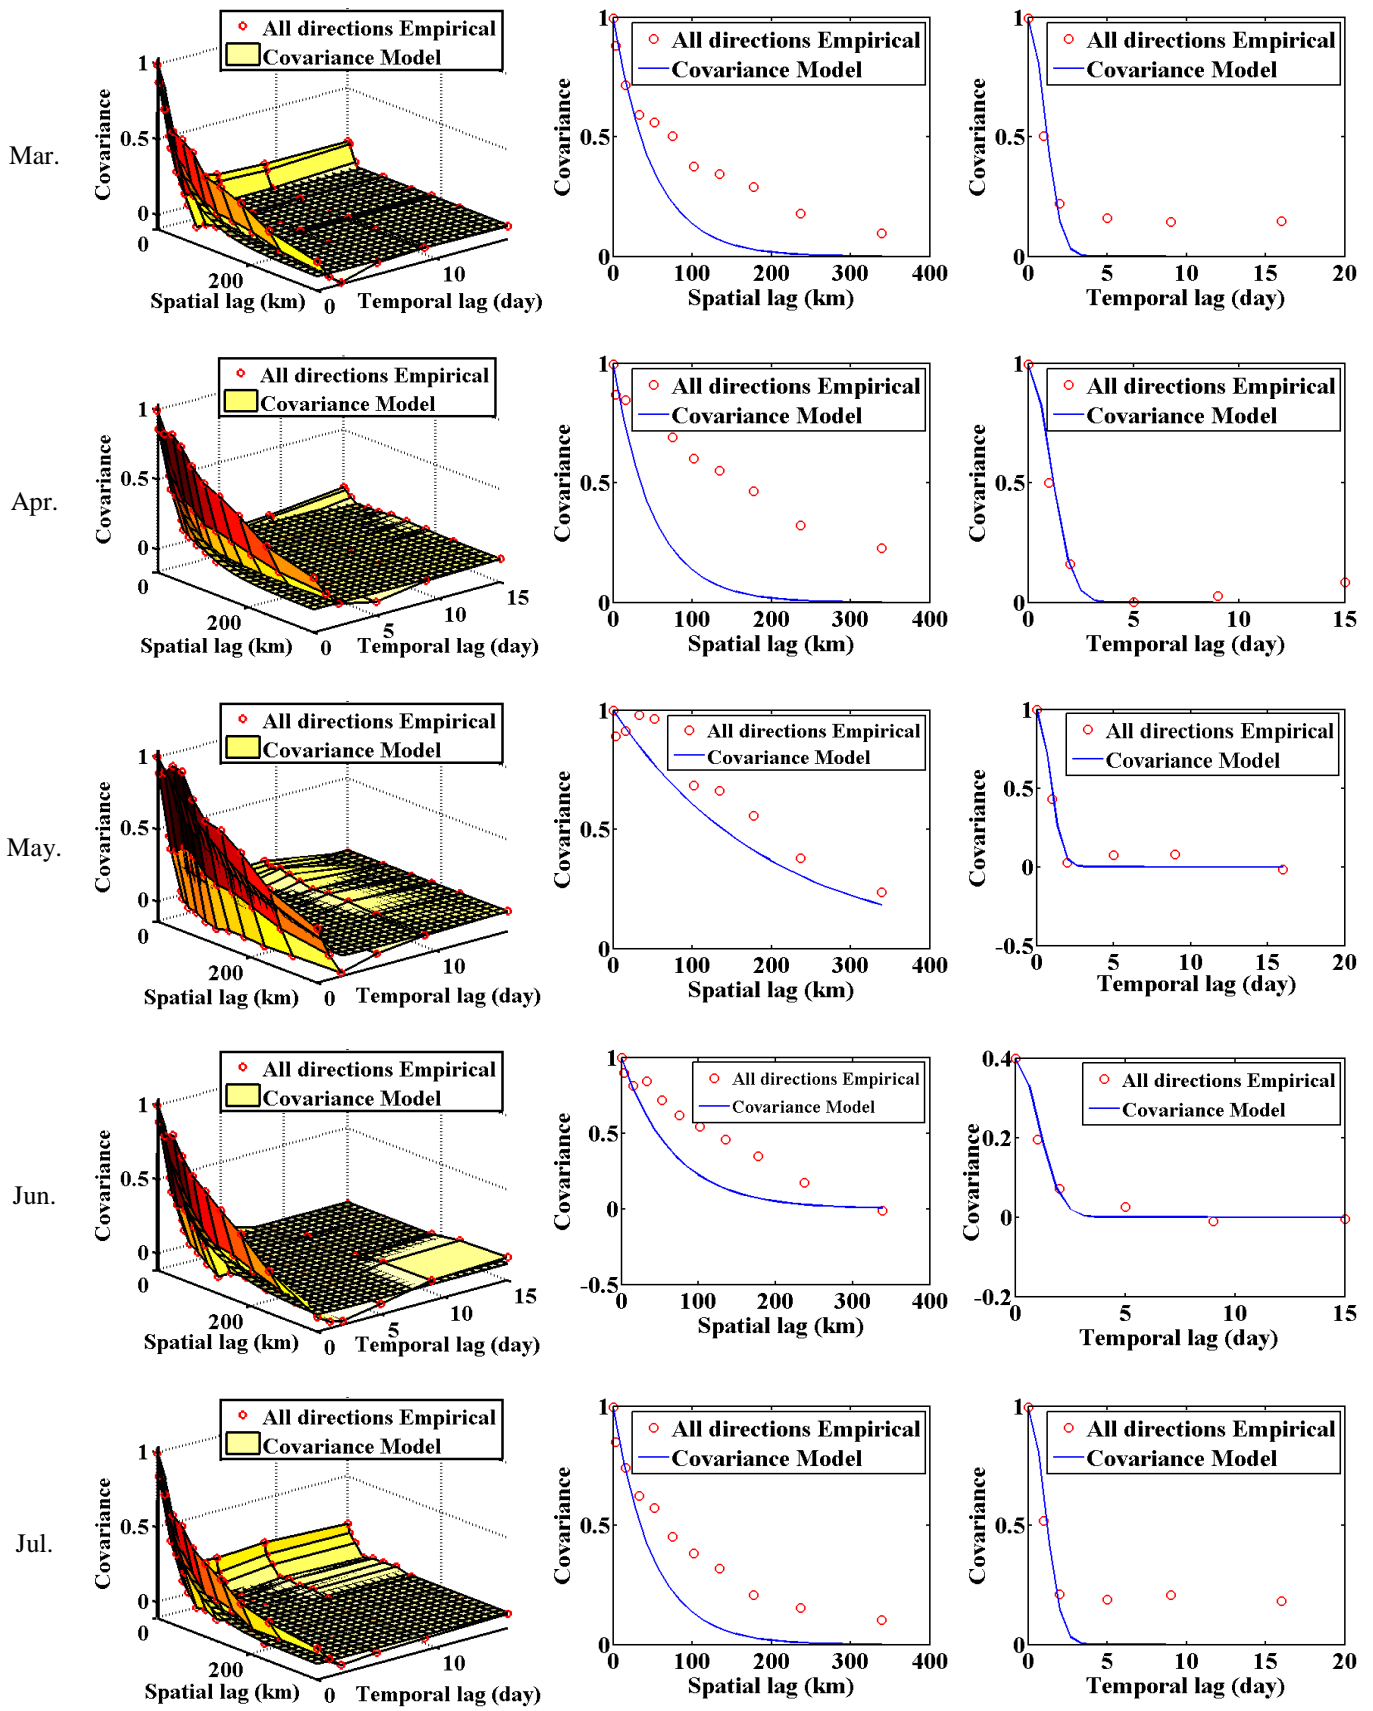 Mar.
All directions Empirical
Covariance Model
Covariance
1
0.5
0
0
200
Spatial lag (km)
0
10
Temporal lag (day)
All directions Empirical
Covariance Model
Covariance
1
0.5
0
0 100 200 300 400
Spatial lag (km)
All directions Empirical
Covariance Model
Covariance
1
0.5
0
0 5 10 15 20
Temporal lag (day)
Apr.
All directions Empirical
Covariance Model
Covariance
1
0.5
0
0
200
Spatial lag (km)
0
5
10
15
Temporal lag (day)
All directions Empirical
Covariance Model
Covariance
1
0.5
0
0 100 200 300 400
Spatial lag (km)
All directions Empirical
Covariance Model
Covariance
1
0.5
0
0 5 10 15
Temporal lag (day)
May.
All directions Empirical
Covariance Model
Covariance
1
0.5
0
0
200
Spatial lag (km)
0
10
Temporal lag (day)
All directions Empirical
Covariance Model
Covariance
1
0.5
0
0 100 200 300 400
Spatial lag (km)
All directions Empirical
Covariance Model
Covariance
1
0.5
0
-0.5
0 5 10 15 20
Temporal lag (day)
Jun.
All directions Empirical
Covariance Model
Covariance
1
0.5
0
0
200
Spatial lag (km)
0
5
10
15
Temporal lag (day)
All directions Empirical
Covariance Model
Covariance
1
0.5
0
-0.5
0 100 200 300 400
Spatial lag (km)
All directions Empirical
Covariance Model
Covariance
0.4
0.2
0
-0.2
0 5 10 15
Temporal lag (day)
Jul.
All directions Empirical
Covariance Model
Covariance
1
0.5
0
0
200
Spatial lag (km)
0
10
Temporal lag (day)
All directions Empirical
Covariance Model
Covariance
1
0.5
0
0 100 200 300 400
Spatial lag (km)
All directions Empirical
Covariance Model
Covariance
1
0.5
0
0 5 10 15 20
Temporal lag (day)